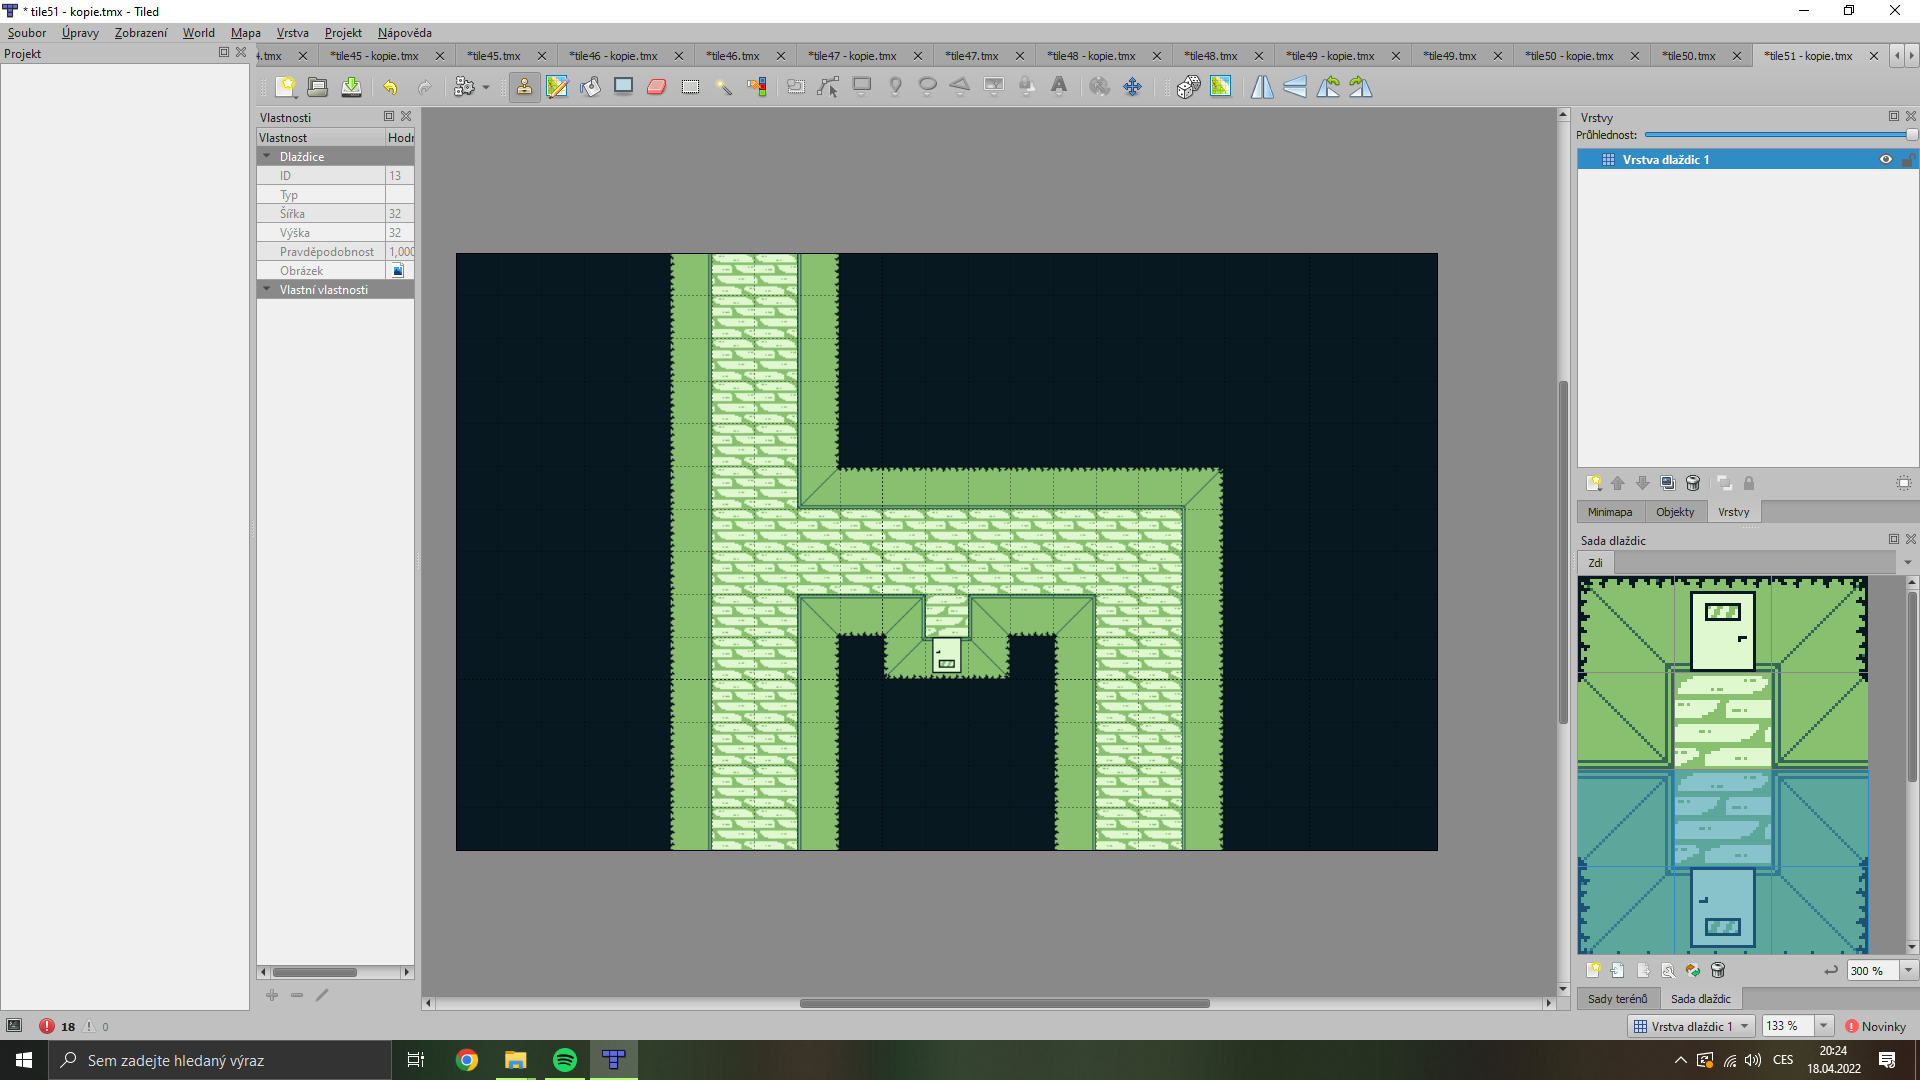 * tile51 - kopie.tmx - Tiled
Soubor Úpravy Zobrazení World Mapa Vrstva Projekt Nápověda
Projekt
4.tmx *tile45 - kopie.tmx *tile45.tmx *tile46 - kopie.tmx *tile46.tmx *tile47 - kopie.tmx *tile47.tmx *tile48 - kopie.tmx *tile48.tmx *tile49 - kopie.tmx *tile49.tmx *tile50 - kopie.tmx *tile50.tmx *tile51 - kopie.tmx
Vlastnosti
Vlastnost Hodn
Dlaždice
ID 13
Typ
Šířka 32
Výška 32
Pravděpodobnost 1,000
Obrázek
Vlastní vlastnosti
Vrstvy
Průhlednost:
Vrstva dlaždic 1
Minimapa Objekty Vrstvy
Sada dlaždic
Zdi
300 %
Sady terénů Sada dlaždic
18 0
Vrstva dlaždic 1 133 % Novinky
Sem zadejte hledaný výraz
CES
20:24
18.04.2022